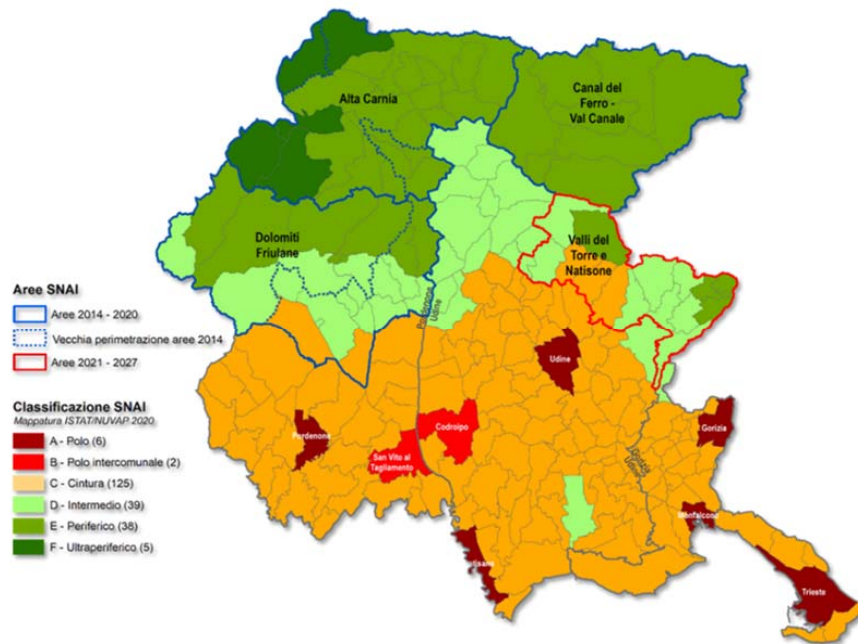 Alta Carnia
Canal del
Ferro -
Val Canale
Dolomiti
Friulane
Valli del
Torre e
Natisone
Aree SNAI
Aree 2014 - 2020
Vecchia perimetrazione aree 2014
Aree 2021 - 2027
Classificazione SNAI
Mappatura ISTAT/NUVAP 2020
A - Polo (6)
B - Polo intercomunale (2)
C - Cintura (125)
D - Intermedio (39)
E - Periferico (38)
F - Ultraperiferico (5)
Udine
Pordenone
Codroipo
San Vito al
Tagliamento
Gorizia
Monfalcone
Trieste
Pordenone
Udine